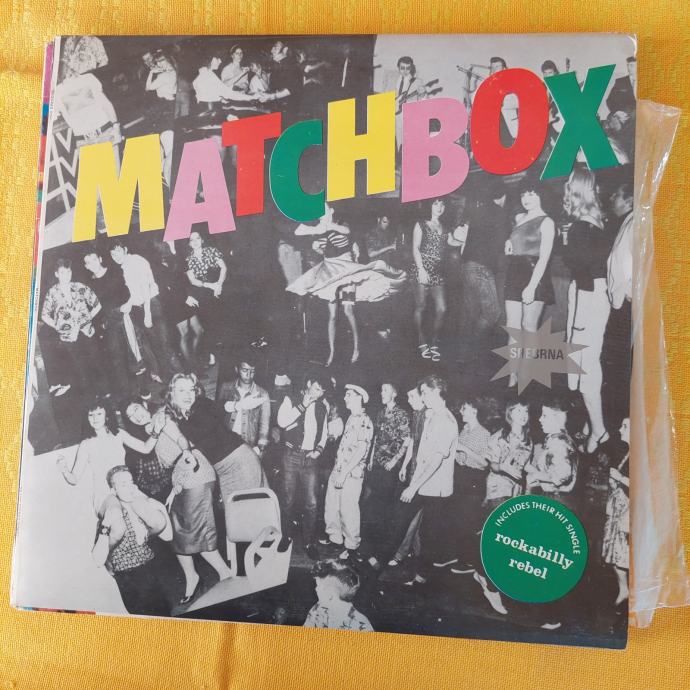 MATCHBOX
SREBRNA
INCLUDES THEIR HIT SINGLE
rockabilly
rebel